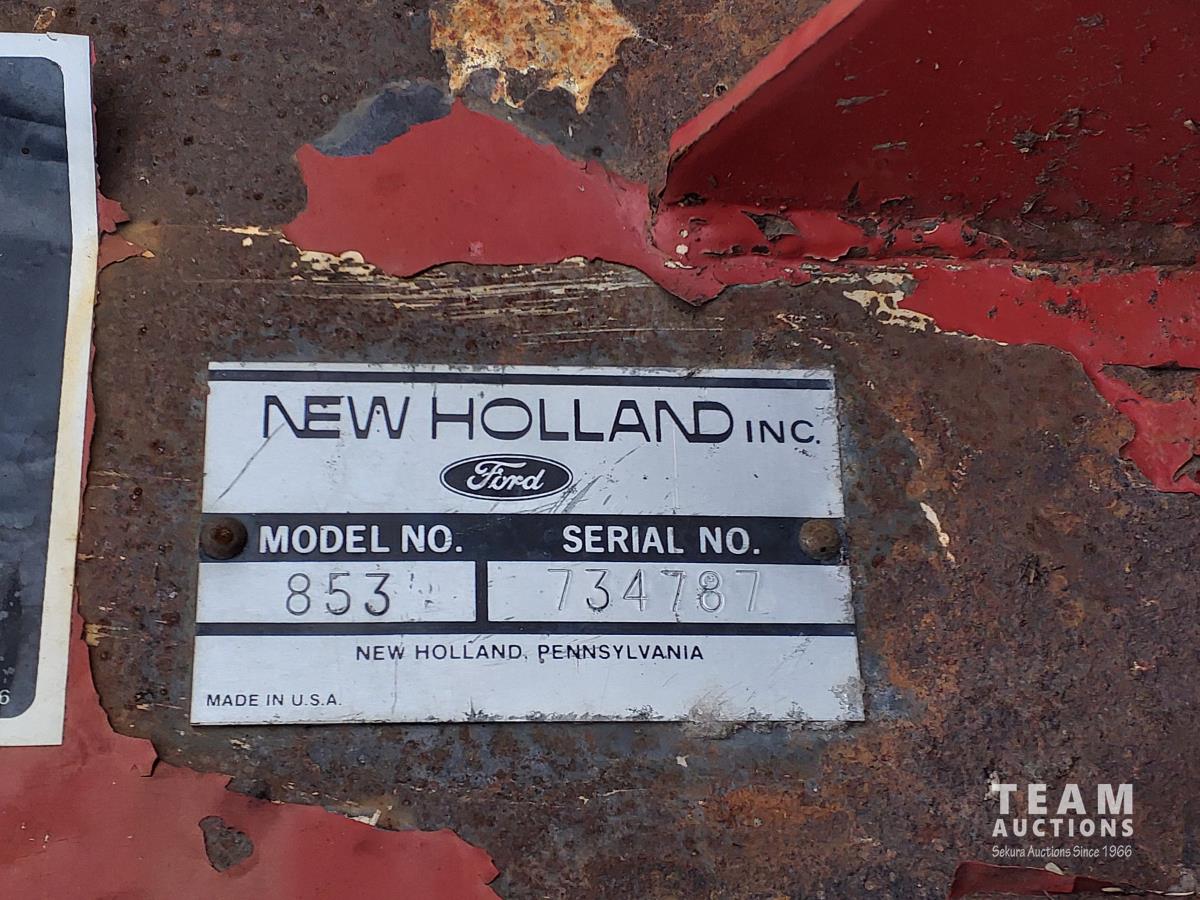 NEW HOLLAND INC.
Ford
MODEL NO. SERIAL NO.
853 734787
NEW HOLLAND, PENNSYLVANIA
MADE IN U.S.A.
6
TEAM
AUCTIONS
Sekura Auctions Since 1966